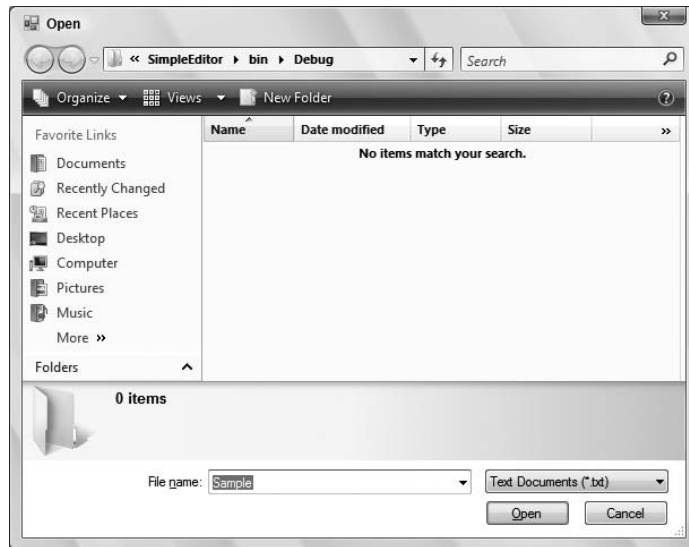 Open
« SimpleEditor ▸ bin ▸ Debug
Search
Organize Views New Folder
Favorite Links
Documents
Recently Changed
Recent Places
Desktop
Computer
Pictures
Music
More »
Folders
Name Date modified Type Size »
No items match your search.
0 items
File name: Sample
Text Documents (*.txt)
Open Cancel